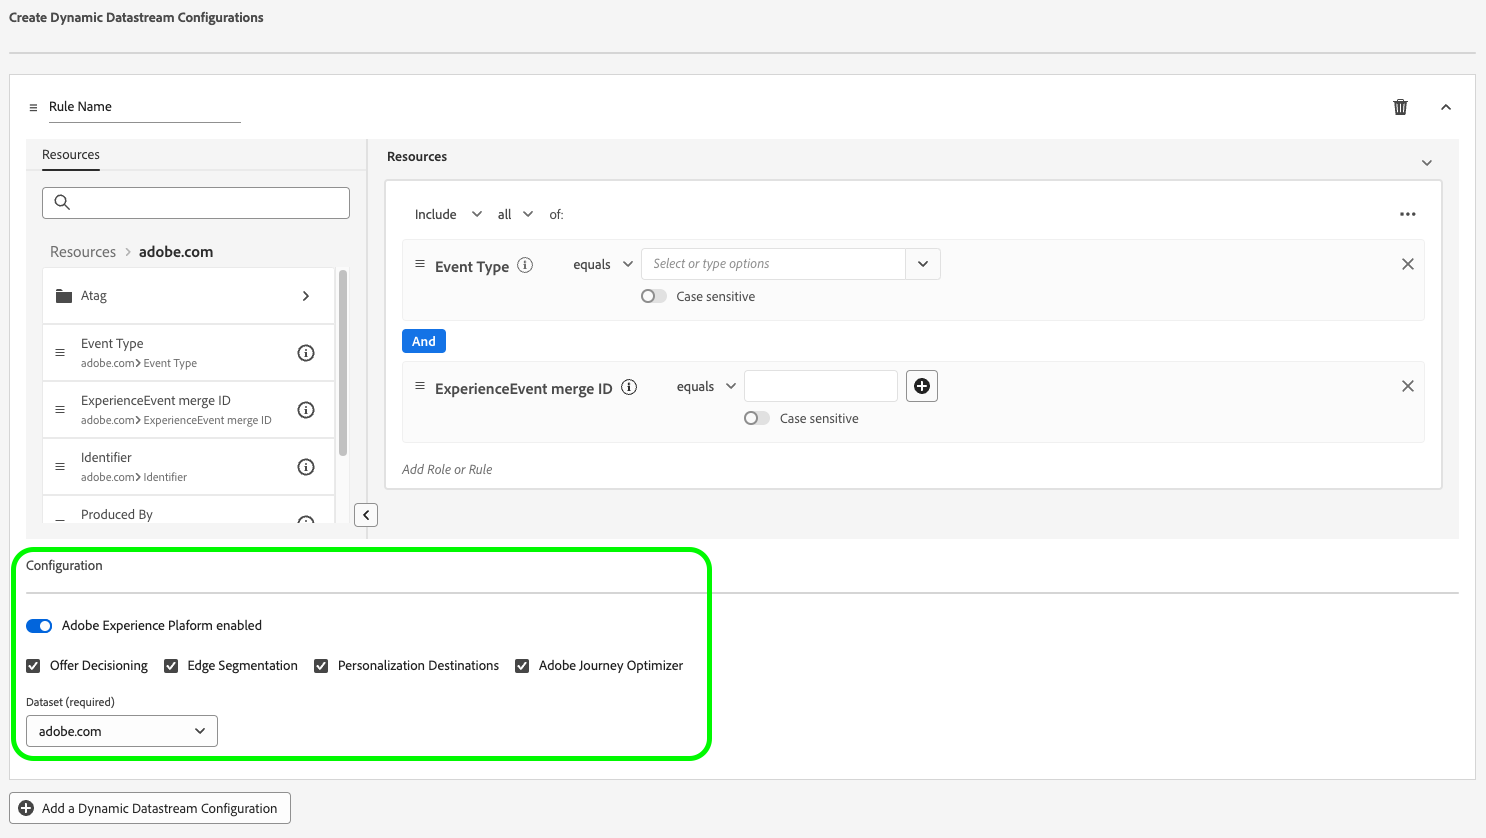 Create Dynamic Datastream Configurations
Rule Name
Resources
Resources > adobe.com
Atag
Event Type
adobe.com > Event Type
ExperienceEvent merge ID
adobe.com > ExperienceEvent merge ID
Identifier
adobe.com > Identifier
Produced By
Resources
Include all of:
Event Type equals Select or type options
Case sensitive
And
ExperienceEvent merge ID equals
Case sensitive
Add Role or Rule
Configuration
Adobe Experience Plaform enabled
Offer Decisioning Edge Segmentation Personalization Destinations Adobe Journey Optimizer
Dataset (required)
adobe.com
Add a Dynamic Datastream Configuration